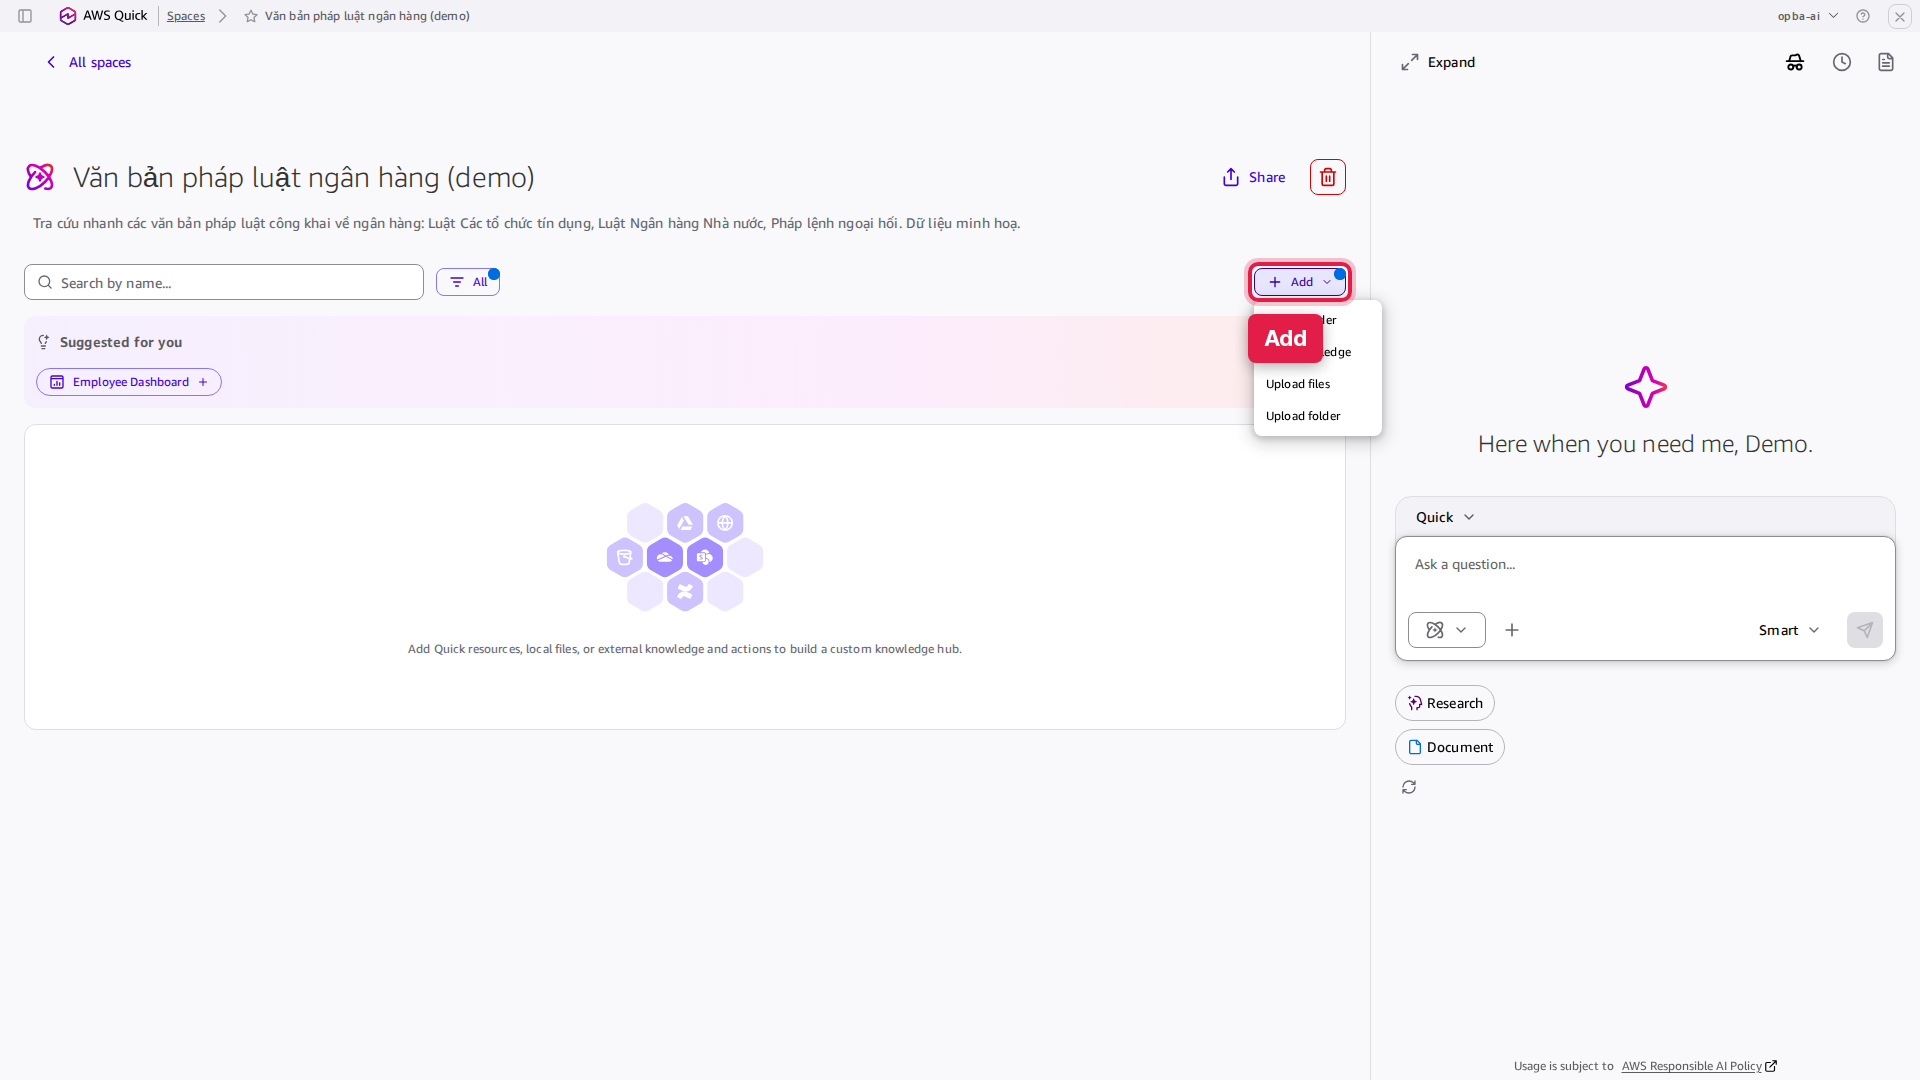 AWS Quick
Spaces
Văn bản pháp luật ngân hàng (demo)
opba-ai
All spaces
Expand
Văn bản pháp luật ngân hàng (demo)
Share
Tra cứu nhanh các văn bản pháp luật công khai về ngân hàng: Luật Các tổ chức tín dụng, Luật Ngân hàng Nhà nước, Pháp lệnh ngoại hối. Dữ liệu minh hoạ.
Search by name...
All
Add
Add
Suggested for you
Employee Dashboard
Upload files
Upload folder
Here when you need me, Demo.
Quick
Ask a question...
Smart
Add Quick resources, local files, or external knowledge and actions to build a custom knowledge hub.
Research
Document
Usage is subject to AWS Responsible AI Policy